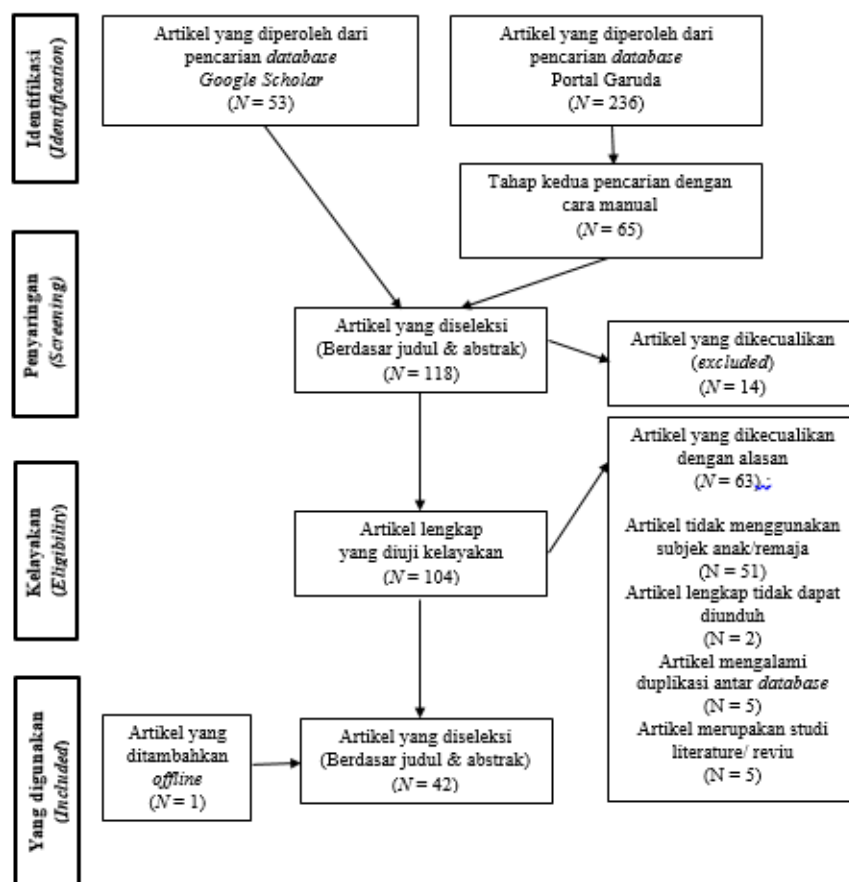 Identifikasi
(Identification)
Artikel yang diperoleh dari
pencarian database
Google Scholar
(N = 53)
Artikel yang diperoleh dari
pencarian database
Portal Garuda
(N = 236)
Tahap kedua pencarian dengan
cara manual
(N = 65)
Penyaringan
(Screening)
Artikel yang diseleksi
(Berdasar judul & abstrak)
(N = 118)
Artikel yang dikecualikan
(excluded)
(N = 14)
Kelayakan
(Eligibility)
Artikel lengkap
yang diuji kelayakan
(N = 104)
Artikel yang dikecualikan
dengan alasan
(N = 63) :
Artikel tidak menggunakan
subjek anak/remaja
(N = 51)
Artikel lengkap tidak dapat
diunduh
(N = 2)
Artikel mengalami
duplikasi antar database
(N = 5)
Artikel merupakan studi
literature/ reviu
(N = 5)
Yang digunakan
(Included)
Artikel yang
ditambahkan
offline
(N = 1)
Artikel yang diseleksi
(Berdasar judul & abstrak)
(N = 42)